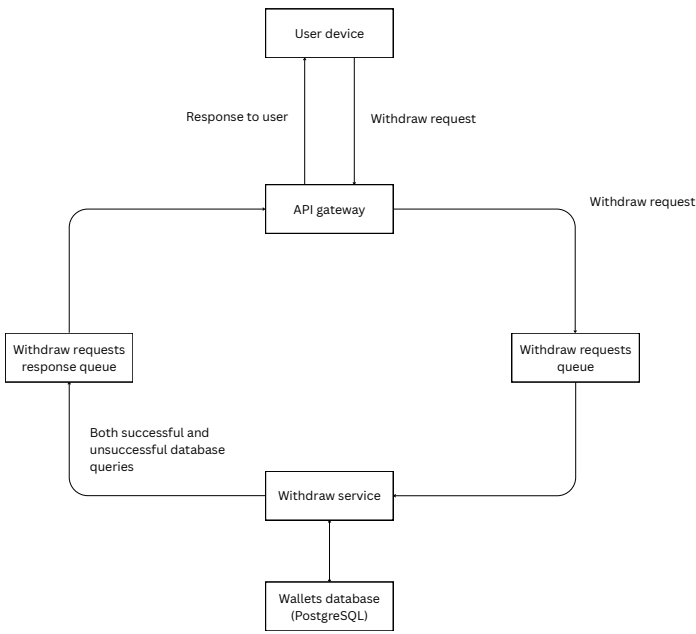 User device
Response to user
Withdraw request
API gateway
Withdraw request
Withdraw requests
response queue
Withdraw requests
queue
Both successful and
unsuccessful database
queries
Withdraw service
Wallets database
(PostgreSQL)